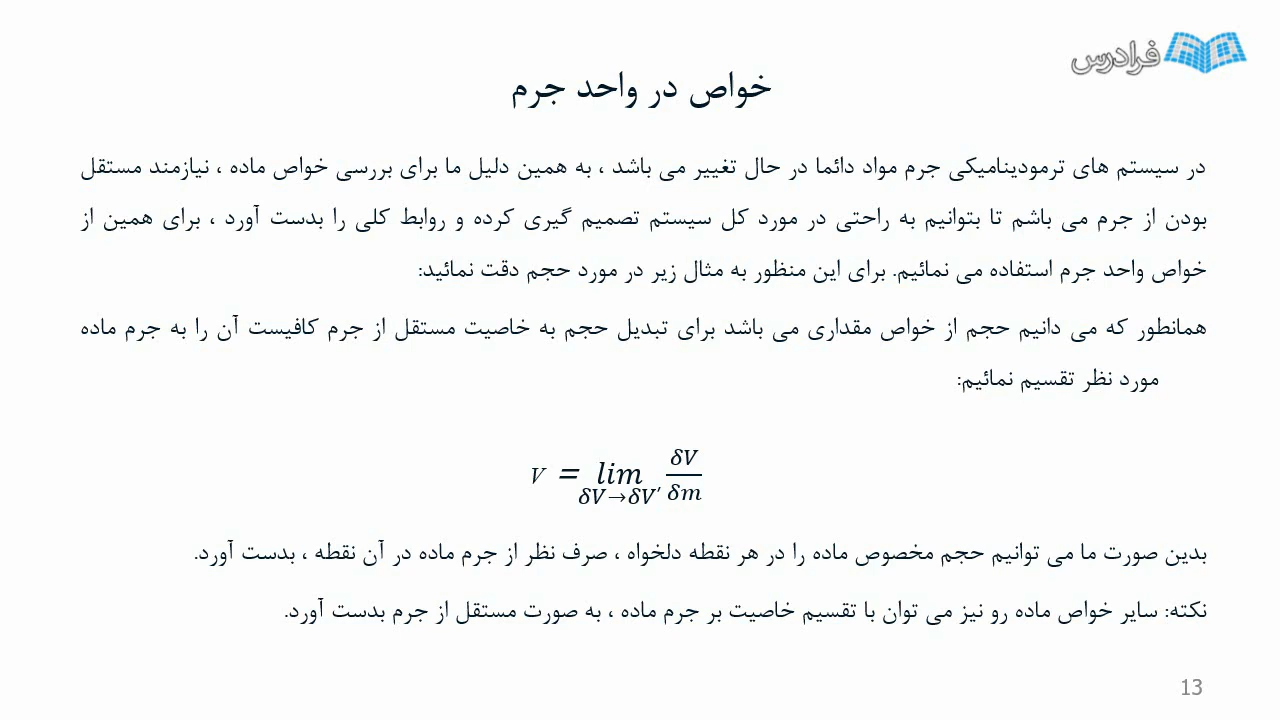 فرادرس
خواص در واحد جرم
در سیستم های ترمودینامیکی جرم مواد دائما در حال تغییر می باشد ، به همین دلیل ما برای بررسی خواص ماده ، نیازمند مستقل
بودن از جرم می باشم تا بتوانیم به راحتی در مورد کل سیستم تصمیم گیری کرده و روابط کلی را بدست آورد ، برای همین از
خواص واحد جرم استفاده می نمائیم. برای این منظور به مثال زیر در مورد حجم دقت نمائید:
همانطور که می دانیم حجم از خواص مقداری می باشد برای تبدیل حجم به خاصیت مستقل از جرم کافیست آن را به جرم ماده
مورد نظر تقسیم نمائیم:
V = lim δV→δV′ δV/δm
بدین صورت ما می توانیم حجم مخصوص ماده را در هر نقطه دلخواه ، صرف نظر از جرم ماده در آن نقطه ، بدست آورد.
نکته: سایر خواص ماده رو نیز می توان با تقسیم خاصیت بر جرم ماده ، به صورت مستقل از جرم بدست آورد.
13